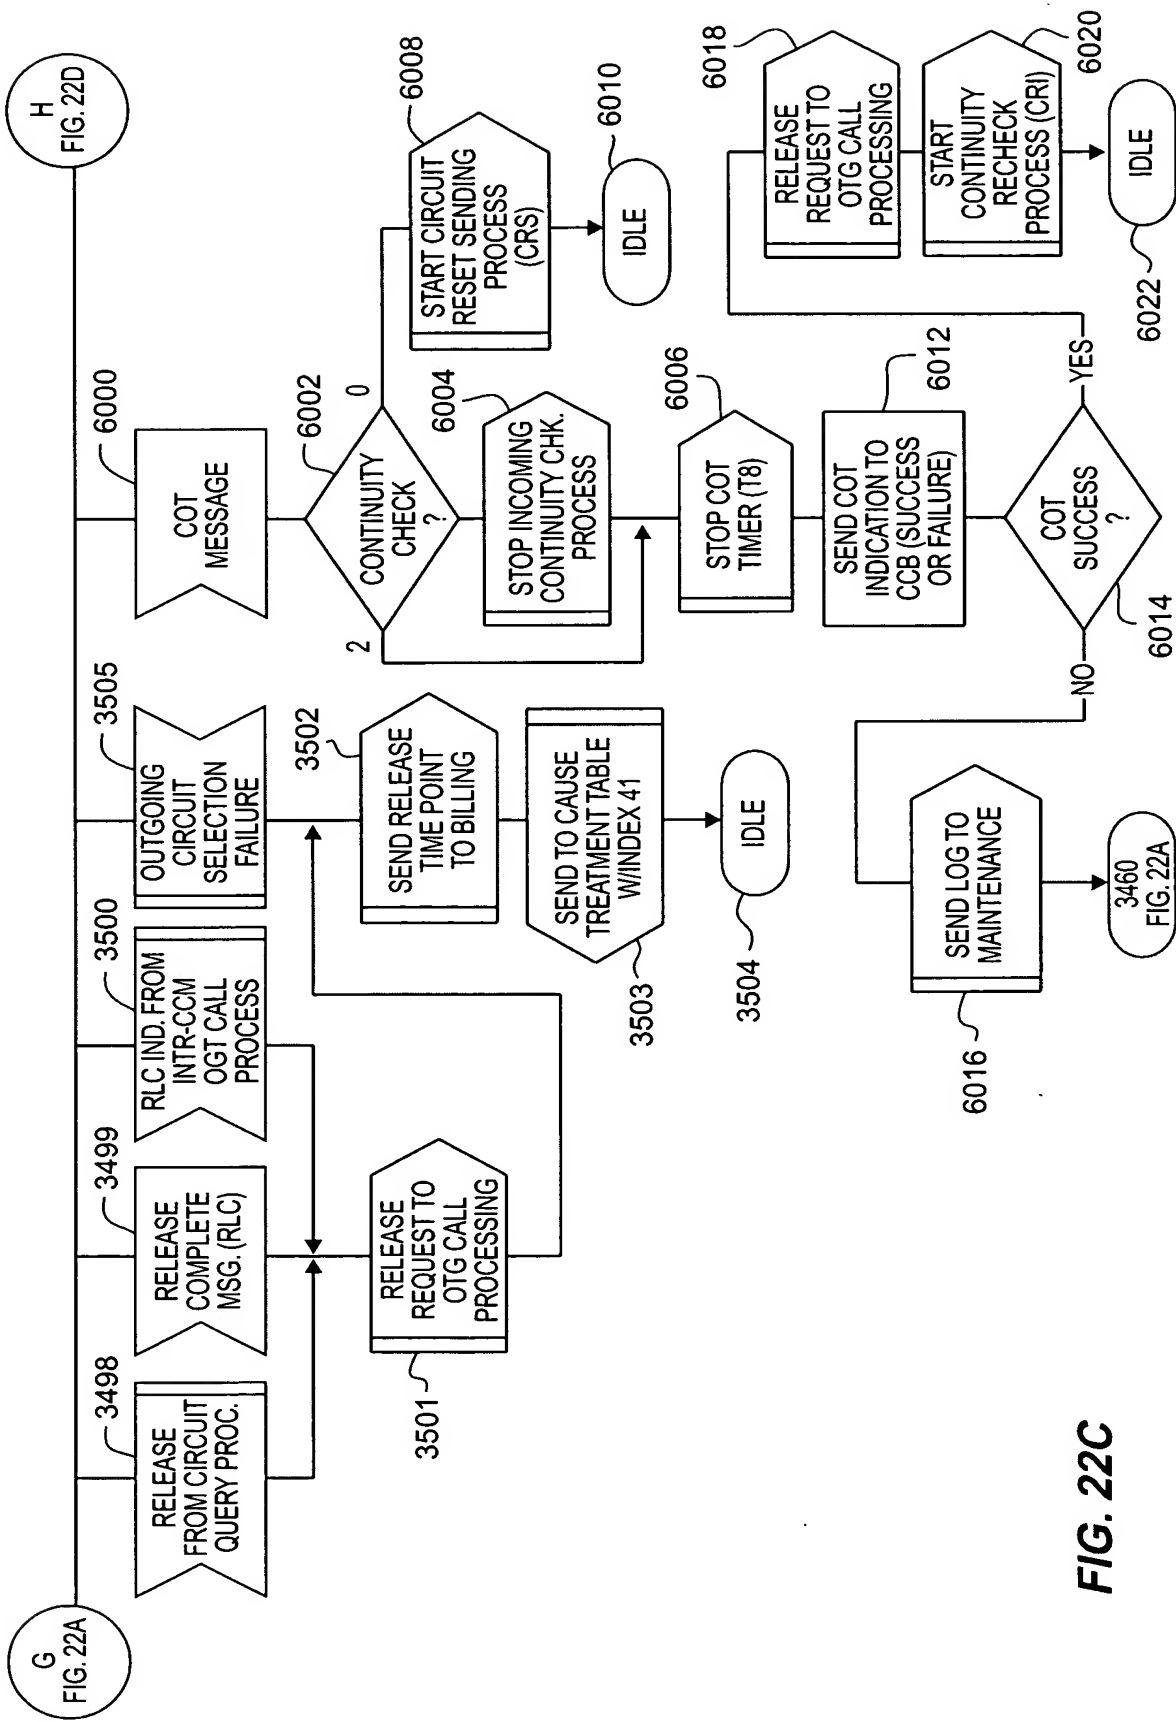 G
FIG. 22A
H
FIG. 22D
3498
RELEASE
FROM CIRCUIT
QUERY PROC.
3499
RELEASE
COMPLETE
MSG. (RLC)
3500
RLC IND. FROM
INTR-CCM
OGT CALL
PROCESS
3505
OUTGOING
CIRCUIT
SELECTION
FAILURE
6000
COT
MESSAGE
3501
RELEASE
REQUEST TO
OTG CALL
PROCESSING
3502
SEND RELEASE
TIME POINT
TO BILLING
SEND TO CAUSE
TREATMENT TABLE
W/INDEX 41
3503
IDLE
3504
6002
CONTINUITY
CHECK
?
0
2
6008
START CIRCUIT
RESET SENDING
PROCESS
(CRS)
6010
IDLE
6004
STOP INCOMING
CONTINUITY CHK.
PROCESS
6006
STOP COT
TIMER (T8)
6012
SEND COT
INDICATION TO
CCB (SUCCESS
OR FAILURE)
COT
SUCCESS
?
6014
NO
YES
SEND LOG TO
MAINTENANCE
6016
3460
FIG. 22A
6018
RELEASE
REQUEST TO
OTG CALL
PROCESSING
START
CONTINUITY
RECHECK
PROCESS (CRI)
6020
IDLE
6022
FIG. 22C